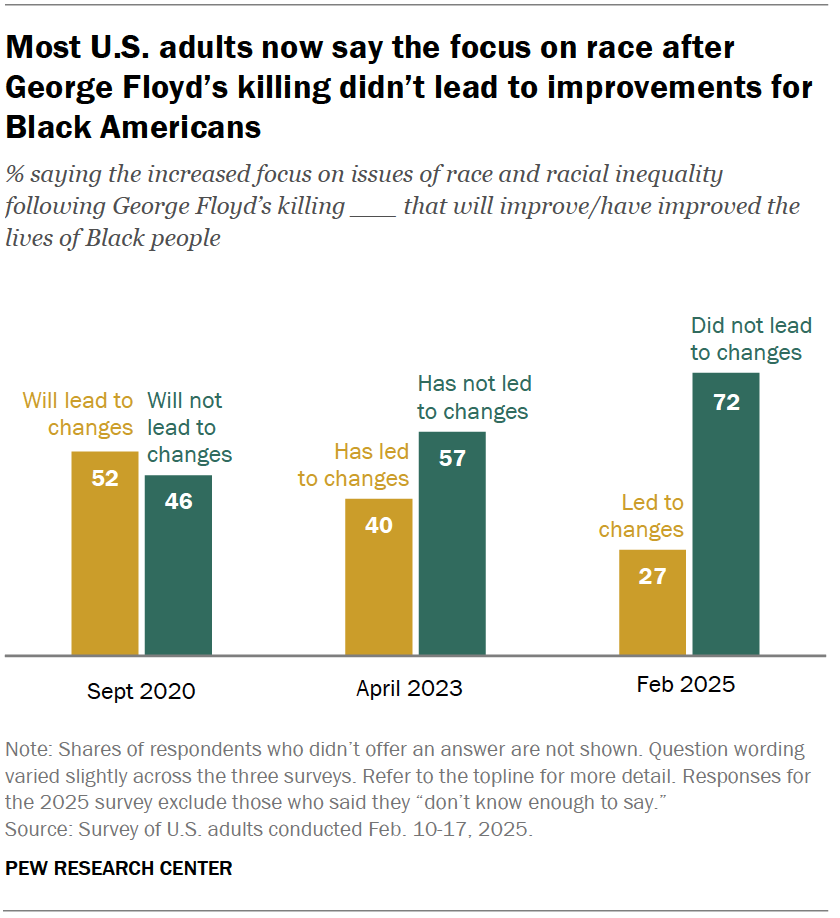 Most U.S. adults now say the focus on race after
George Floyd’s killing didn’t lead to improvements for
Black Americans
% saying the increased focus on issues of race and racial inequality
following George Floyd’s killing ___ that will improve/have improved the
lives of Black people
Will lead to
changes
52
Will not
lead to
changes
46
Has led
to changes
40
Has not led
to changes
57
Led to
changes
27
Did not lead
to changes
72
Sept 2020
April 2023
Feb 2025
Note: Shares of respondents who didn’t offer an answer are not shown. Question wording
varied slightly across the three surveys. Refer to the topline for more detail. Responses for
the 2025 survey exclude those who said they “don’t know enough to say.”
Source: Survey of U.S. adults conducted Feb. 10-17, 2025.
PEW RESEARCH CENTER